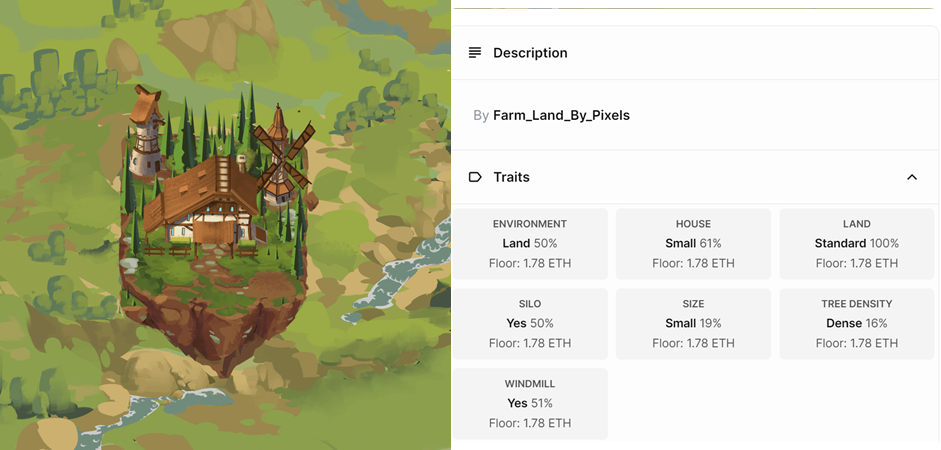 Description
By Farm_Land_By_Pixels
Traits
ENVIRONMENT
Land 50%
Floor: 1.78 ETH
HOUSE
Small 61%
Floor: 1.78 ETH
LAND
Standard 100%
Floor: 1.78 ETH
SILO
Yes 50%
Floor: 1.78 ETH
SIZE
Small 19%
Floor: 1.78 ETH
TREE DENSITY
Dense 16%
Floor: 1.78 ETH
WINDMILL
Yes 51%
Floor: 1.78 ETH